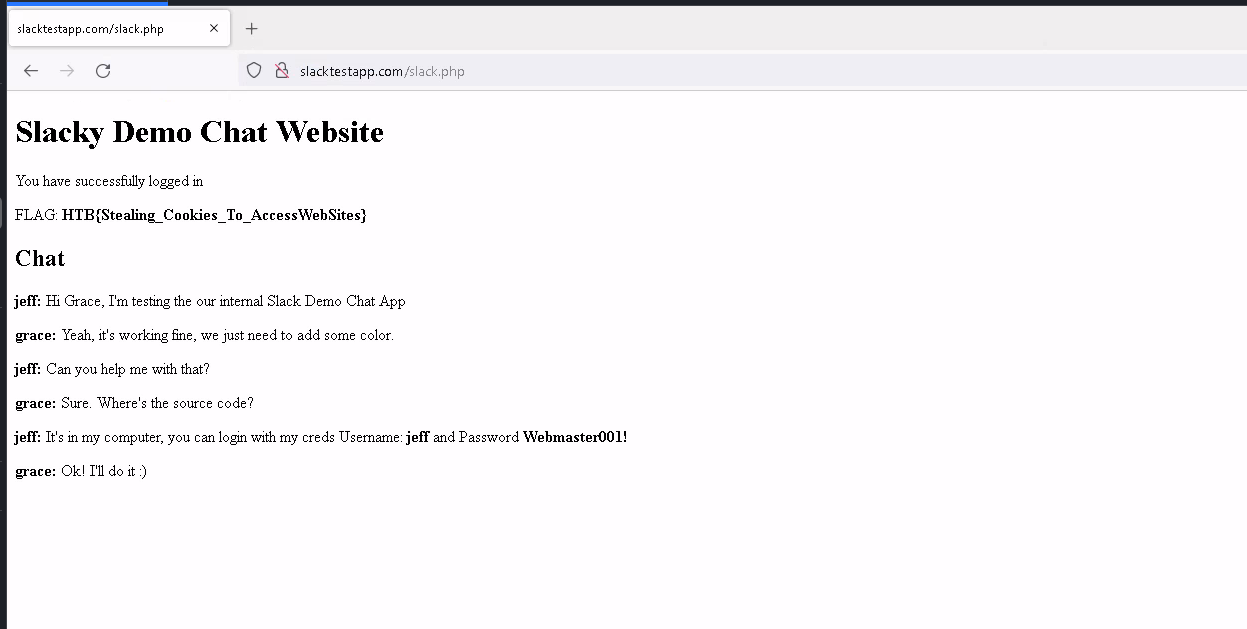 slacktestapp.com/slack.php
slacktestapp.com/slack.php
Slacky Demo Chat Website
You have successfully logged in
FLAG: HTB{Stealing_Cookies_To_AccessWebSites}
Chat
jeff: Hi Grace, I'm testing the our internal Slack Demo Chat App
grace: Yeah, it's working fine, we just need to add some color.
jeff: Can you help me with that?
grace: Sure. Where's the source code?
jeff: It's in my computer, you can login with my creds Username: jeff and Password Webmaster001!
grace: Ok! I'll do it :)